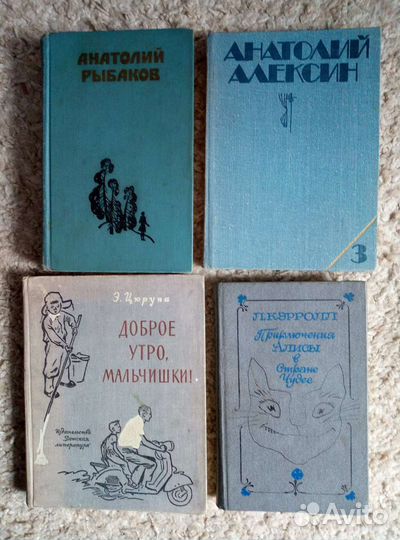 АНАТОЛИЙ
РЫБАКОВ
АНАТОЛИЙ
АЛЕКСИН
3
Э. Цюрупа
ДОБРОЕ
УТРО,
МАЛЬЧИШКИ!
Издательство
Детская
литература
Л. КЭРРОЛЛ
Приключения
Алисы в
Стране
Чудес
Avito